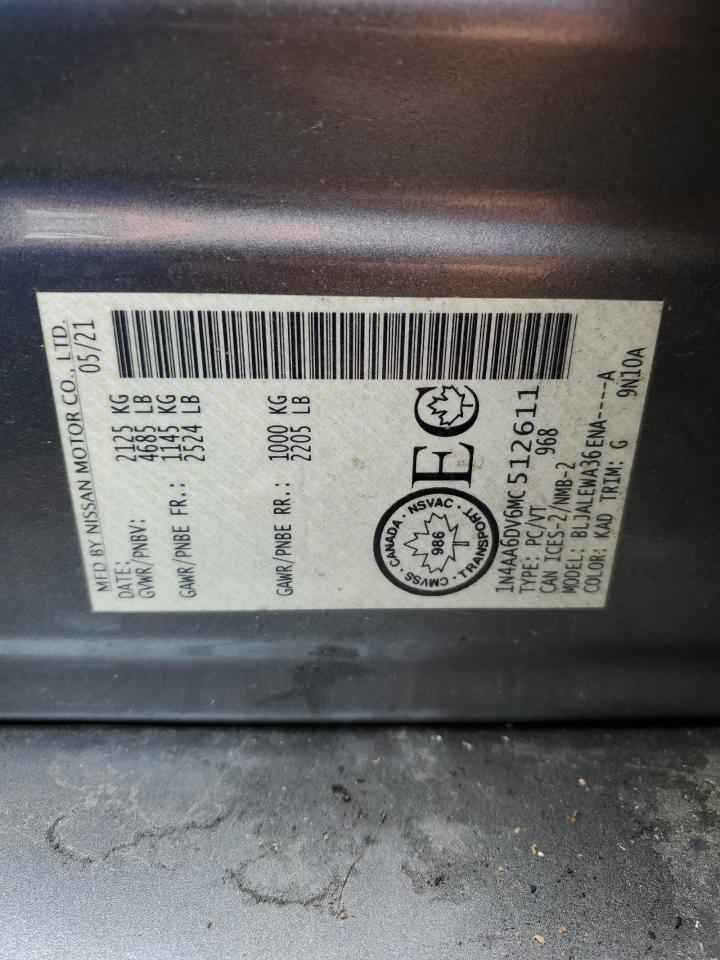 MFD BY NISSAN MOTOR CO., LTD.
DATE: 05/21
GVWR/PNBV: 2125 KG
4685 LB
GAWR/PNBE FR.: 1145 KG
2524 LB
GAWR/PNBE RR.: 1000 KG
2205 LB
CANADA · NSVAC · TRANSPORT · CMVSS
986
EC
1N4AA6DV6MC512611
TYPE: PC/VT 968
CAN ICES-2/NMB-2
MODEL: BLJALEWA36ENA----A
COLOR: KAD TRIM: G 9N10A